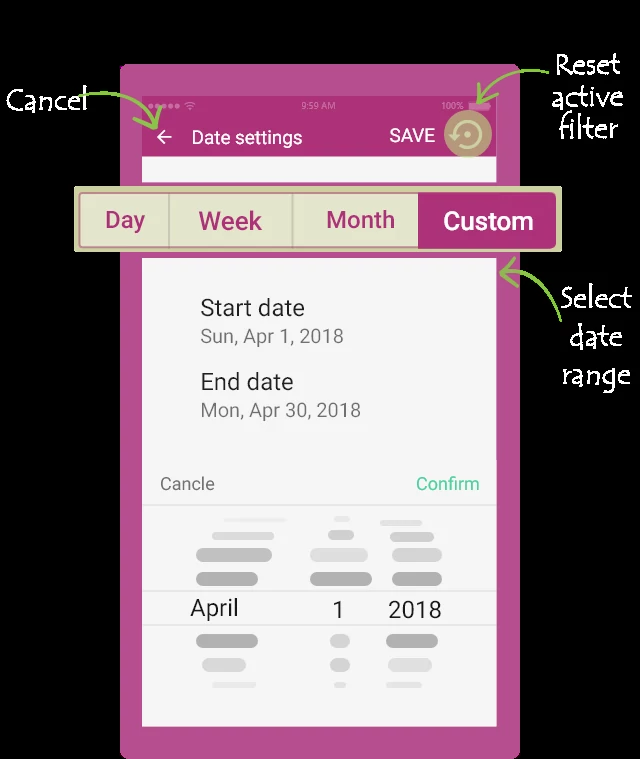 Reset
active
filter
Cancel
9:59 AM
100%
Date settings
SAVE
Day
Week
Month
Custom
Select
date
range
Start date
Sun, Apr 1, 2018
End date
Mon, Apr 30, 2018
Cancle
Confirm
April
1
2018